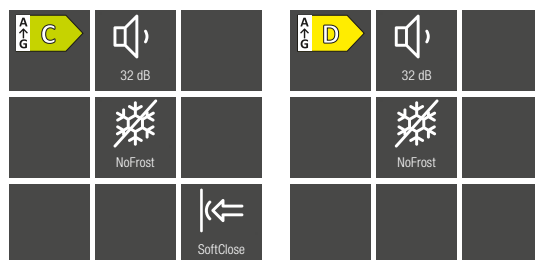 A
↑
G
C
32 dB
NoFrost
SoftClose
A
↑
G
D
32 dB
NoFrost